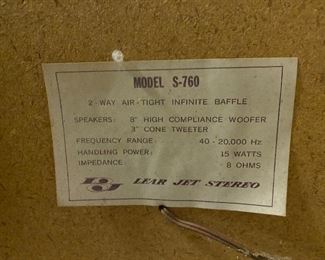 MODEL S-760
2-WAY AIR-TIGHT INFINITE BAFFLE
SPEAKERS: 8" HIGH COMPLIANCE WOOFER
3" CONE TWEETER
FREQUENCY RANGE: 40-20,000 Hz
HANDLING POWER: 15 WATTS
IMPEDANCE: 8 OHMS
LEAR JET STEREO